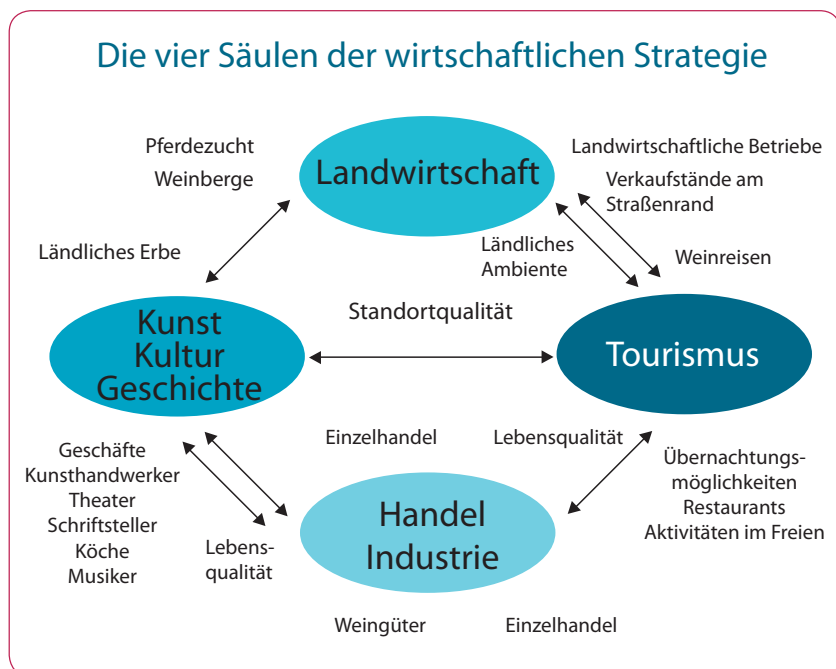 Die vier Säulen der wirtschaftlichen Strategie
Pferdezucht
Weinberge
Landwirtschaft
Landwirtschaftliche Betriebe
Verkaufstände am
Straßenrand
Ländliches Erbe
Ländliches
Ambiente
Weinreisen
Standortqualität
Kunst
Kultur
Geschichte
Tourismus
Einzelhandel
Lebensqualität
Geschäfte
Kunsthandwerker
Theater
Schriftsteller
Köche
Musiker
Lebens-
qualität
Handel
Industrie
Übernachtungs-
möglichkeiten
Restaurants
Aktivitäten im Freien
Weingüter
Einzelhandel